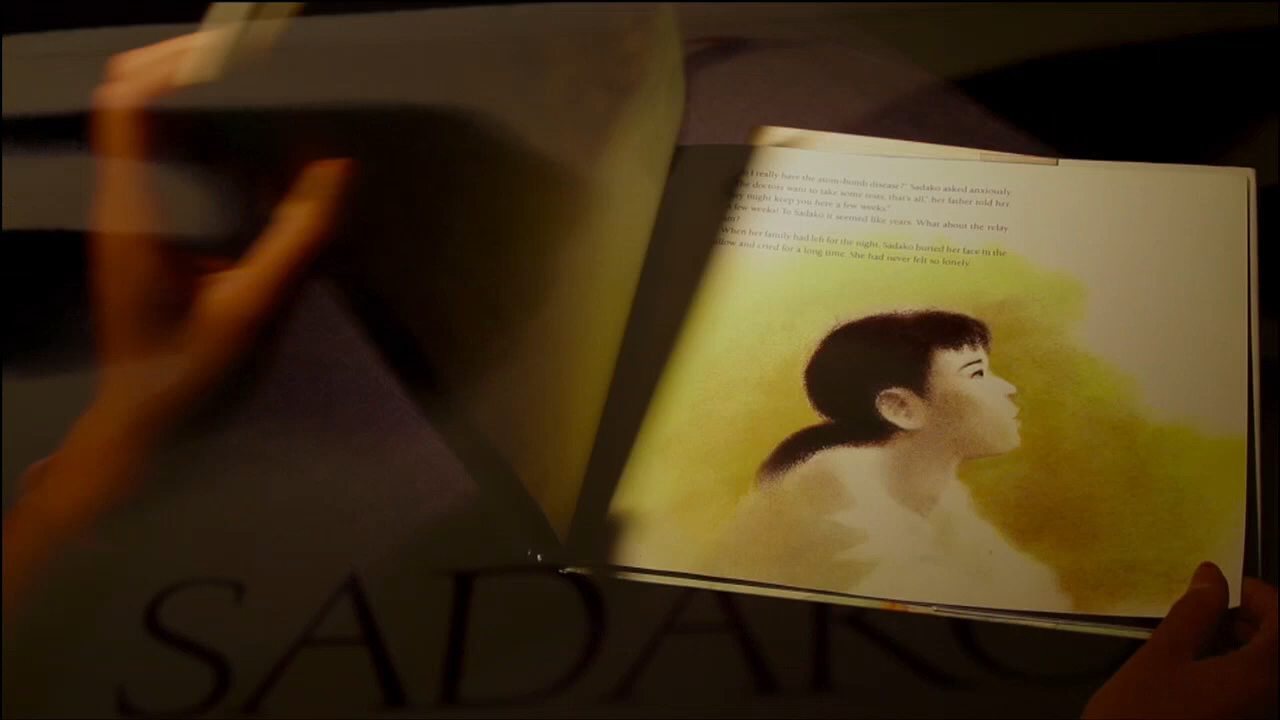 I really have the atom-bomb disease?" Sadako asked anxiously.
he doctors want to take some tests, that's all," her father told her
ey might keep you here a few weeks."
few weeks! To Sadako it seemed like years. What about the relay
am?
When her family had left for the night, Sadako buried her face in the
llow and cried for a long time. She had never felt so lonely.
SADAKO